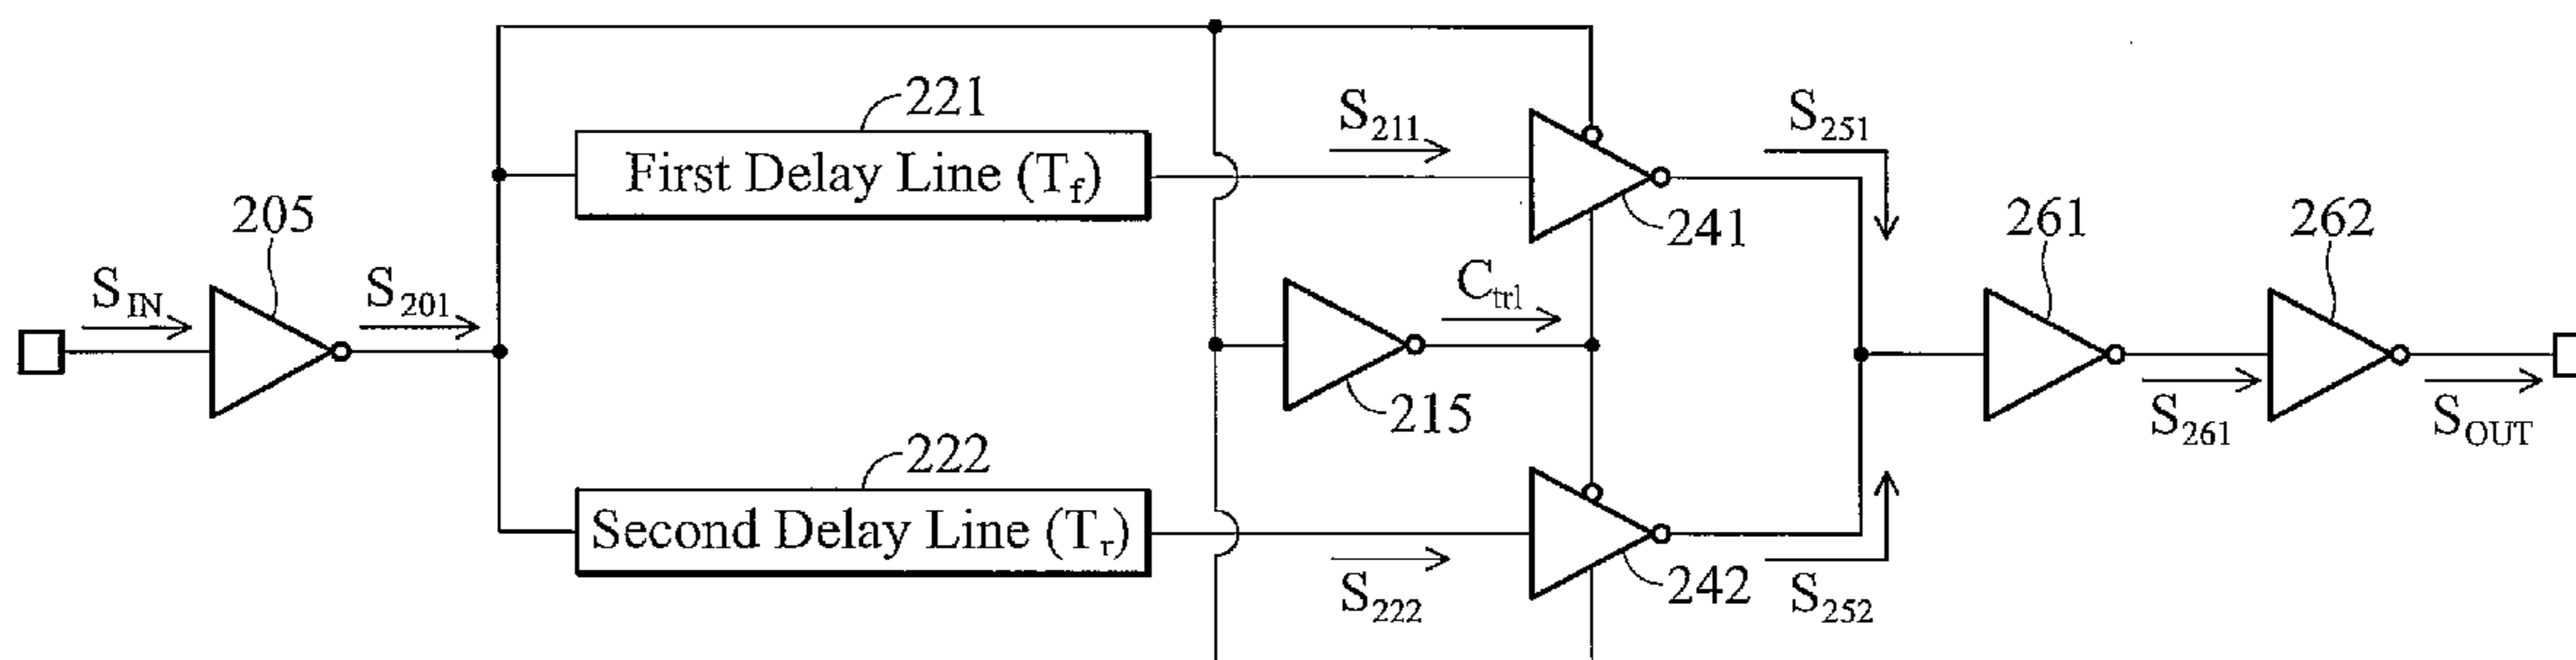 221
S211
S251
First Delay Line (Tf)
205
241
261
262
SIN
S201
Ctrl
215
S261
SOUT
222
Second Delay Line (Tr)
242
S222
S252